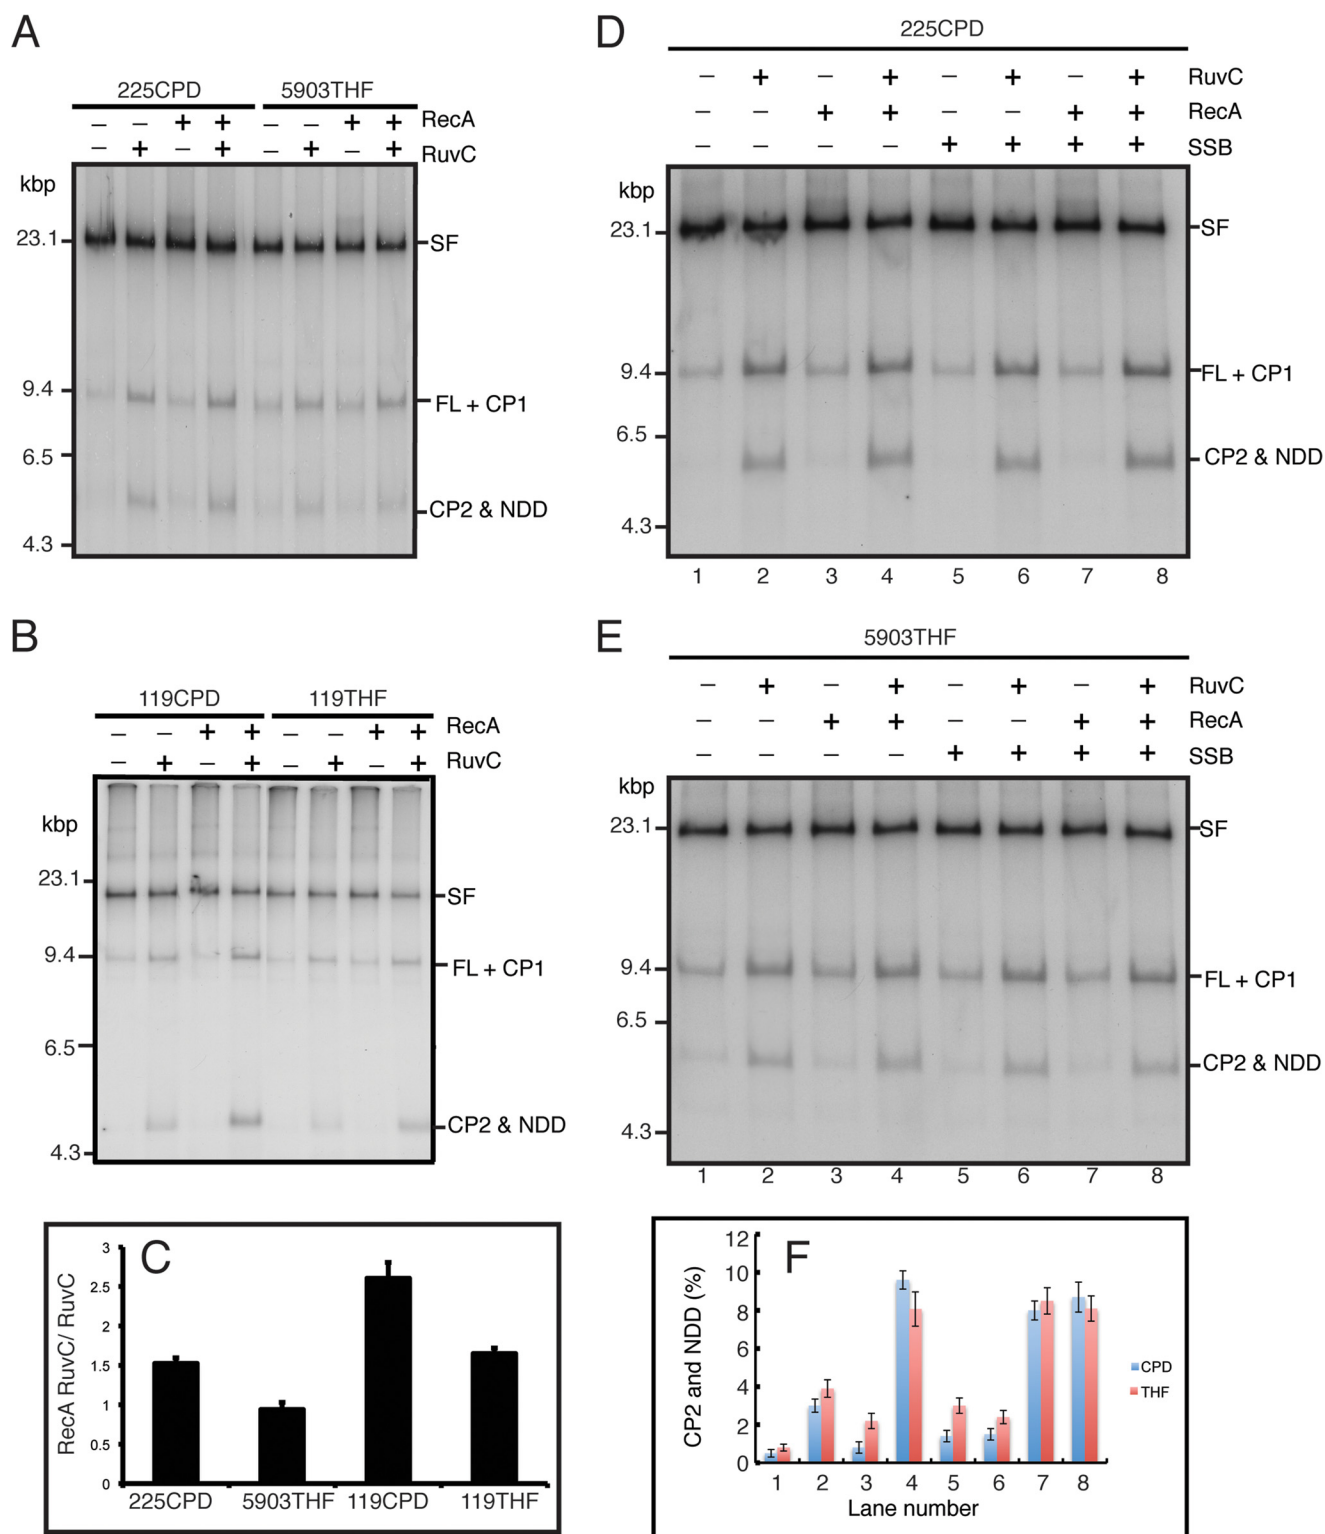 A
225CPD 5903THF
– – + + – – + + RecA
– + – + – + – + RuvC
kbp
23.1
SF
9.4
FL + CP1
6.5
CP2 & NDD
4.3
B
119CPD 119THF
– – + + – – + + RecA
– + – + – + – + RuvC
kbp
23.1
SF
9.4
FL + CP1
6.5
CP2 & NDD
4.3
C
RecA RuvC/ RuvC
3
2.5
2
1.5
1
0.5
0
225CPD 5903THF 119CPD 119THF
D
225CPD
– + – + – + – + RuvC
– – + + – – + + RecA
– – – – + + + + SSB
kbp
23.1
SF
9.4
FL + CP1
6.5
CP2 & NDD
4.3
1 2 3 4 5 6 7 8
E
5903THF
– + – + – + – + RuvC
– – + + – – + + RecA
– – – – + + + + SSB
kbp
23.1
SF
9.4
FL + CP1
6.5
CP2 & NDD
4.3
1 2 3 4 5 6 7 8
F
CP2 and NDD (%)
12
10
8
6
4
2
0
CPD
THF
1 2 3 4 5 6 7 8
Lane number